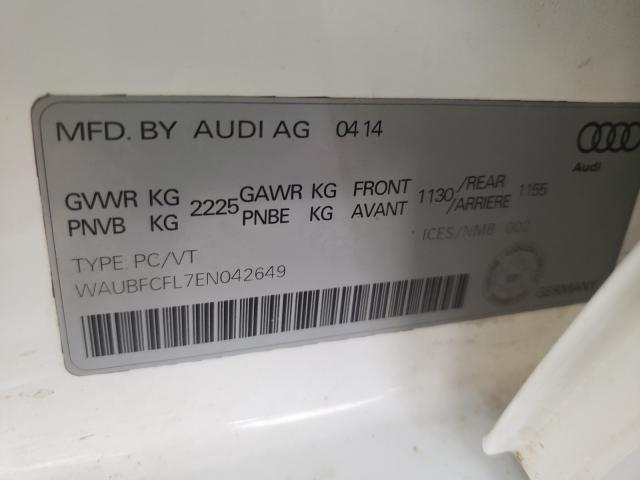 MFD. BY AUDI AG 04 14
Audi
GVWR KG 2225 GAWR KG FRONT 1130 /REAR 1155
PNVB KG PNBE KG AVANT /ARRIERE
ICES/NMB 002
TYPE: PC/VT
WAUBFCFL7EN042649
GERMANY